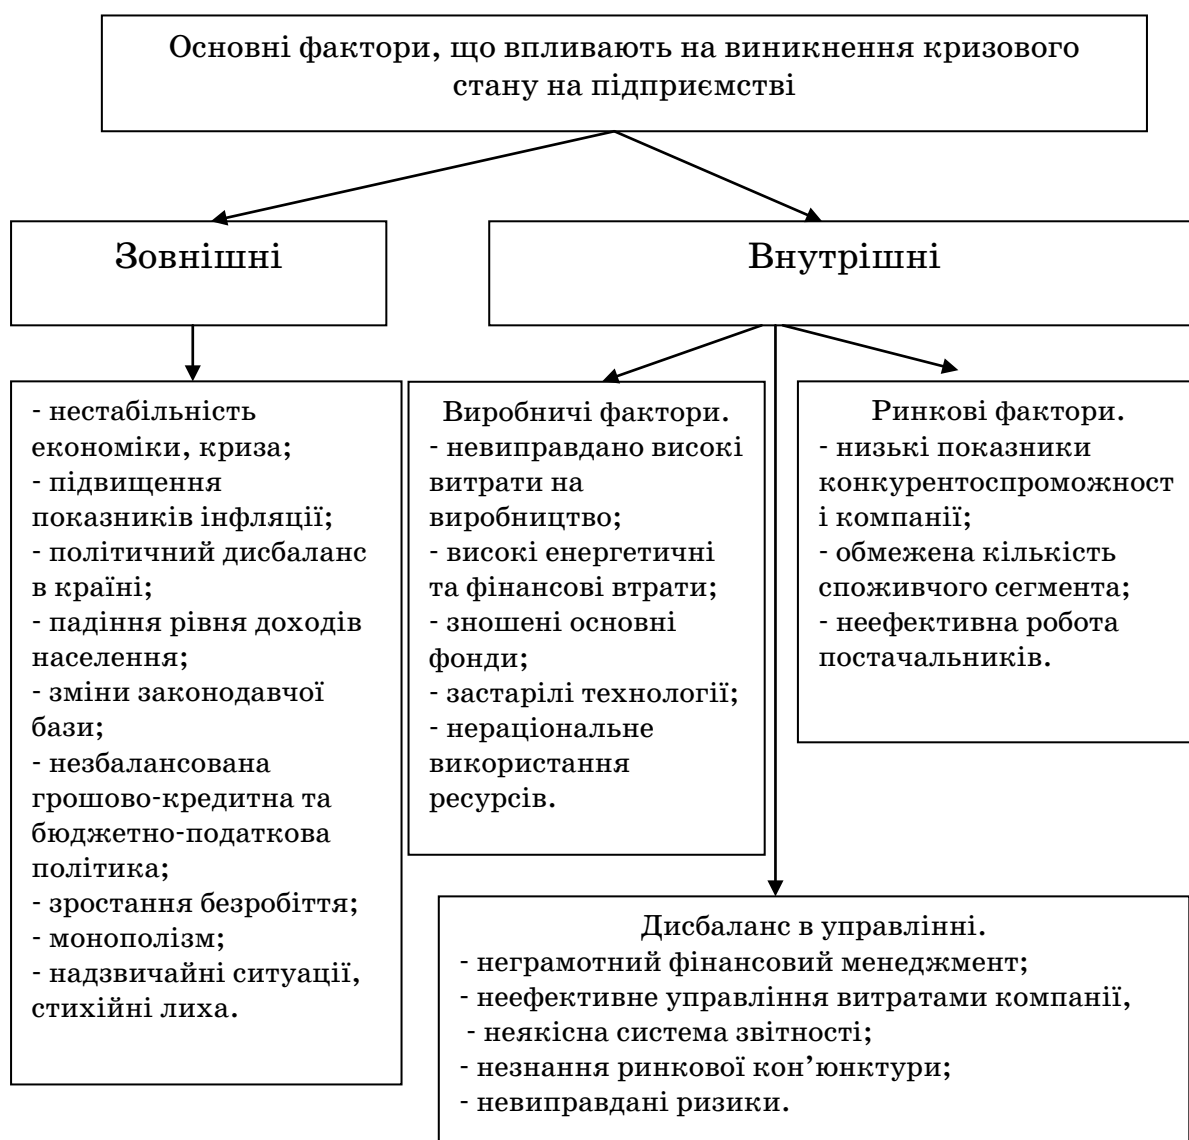 Основні фактори, що впливають на виникнення кризового
стану на підприємстві
Зовнішні
Внутрішні
- нестабільність
економіки, криза;
- підвищення
показників інфляції;
- політичний дисбаланс
в країні;
- падіння рівня доходів
населення;
- зміни законодавчої
бази;
- незбалансована
грошово-кредитна та
бюджетно-податкова
політика;
- зростання безробіття;
- монополізм;
- надзвичайні ситуації,
стихійні лиха.
Виробничі фактори.
- невиправдано високі
витрати на
виробництво;
- високі енергетичні
та фінансові втрати;
- зношені основні
фонди;
- застарілі технології;
- нераціональне
використання
ресурсів.
Ринкові фактори.
- низькі показники
конкурентоспроможност
і компанії;
- обмежена кількість
споживчого сегмента;
- неефективна робота
постачальників.
Дисбаланс в управлінні.
- неграмотний фінансовий менеджмент;
- неефективне управління витратами компанії,
- неякісна система звітності;
- незнання ринкової кон’юнктури;
- невиправдані ризики.